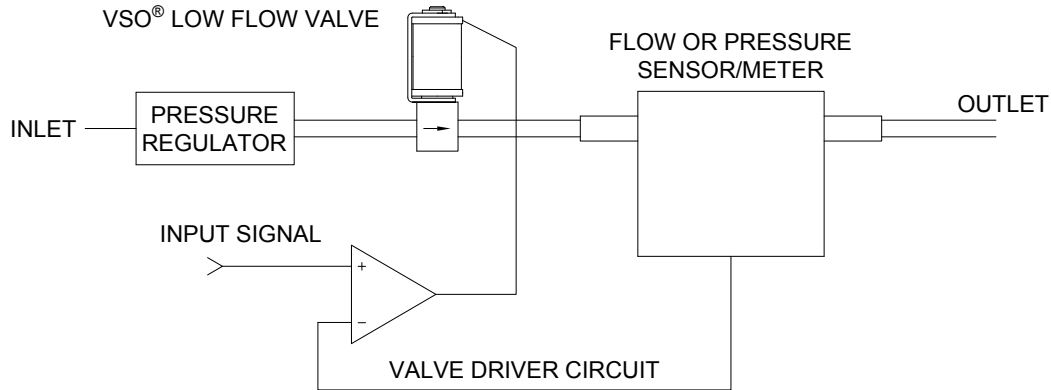 VSO® LOW FLOW VALVE
FLOW OR PRESSURE
SENSOR/METER
OUTLET
INLET
PRESSURE
REGULATOR
INPUT SIGNAL
+
−
VALVE DRIVER CIRCUIT